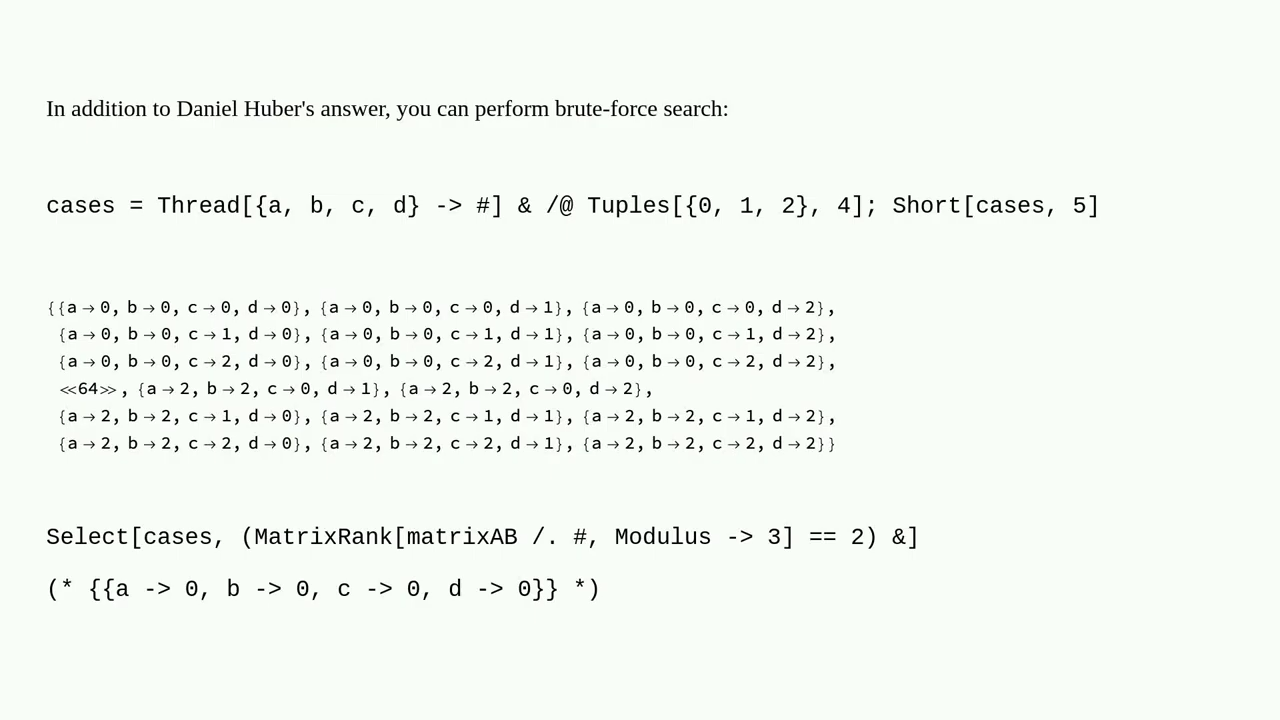 In addition to Daniel Huber's answer, you can perform brute-force search:
cases = Thread[{a, b, c, d} -> #] & /@ Tuples[{0, 1, 2}, 4]; Short[cases, 5]
{{a→0, b→0, c→0, d→0}, {a→0, b→0, c→0, d→1}, {a→0, b→0, c→0, d→2},
{a→0, b→0, c→1, d→0}, {a→0, b→0, c→1, d→1}, {a→0, b→0, c→1, d→2},
{a→0, b→0, c→2, d→0}, {a→0, b→0, c→2, d→1}, {a→0, b→0, c→2, d→2},
≪64≫, {a→2, b→2, c→0, d→1}, {a→2, b→2, c→0, d→2},
{a→2, b→2, c→1, d→0}, {a→2, b→2, c→1, d→1}, {a→2, b→2, c→1, d→2},
{a→2, b→2, c→2, d→0}, {a→2, b→2, c→2, d→1}, {a→2, b→2, c→2, d→2}}
Select[cases, (MatrixRank[matrixAB /. #, Modulus -> 3] == 2) &]
(* {{a -> 0, b -> 0, c -> 0, d -> 0}} *)